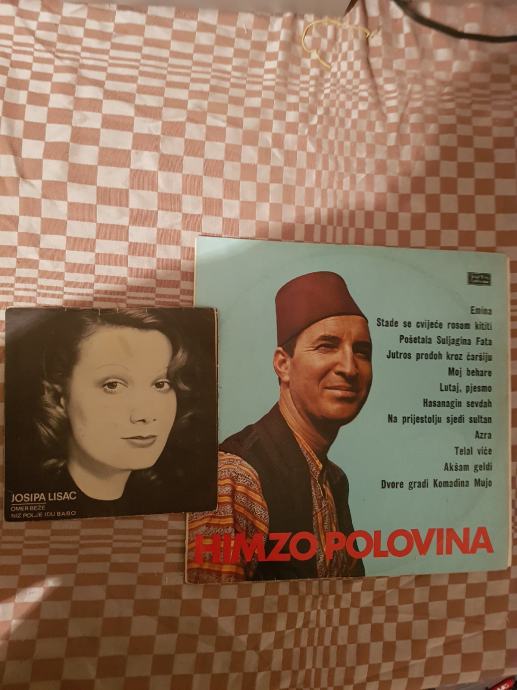 JOSIPA LISAC
OMER BEŽE
NIZ POLJE IDU BABO
Emina
Stade se cvijeće rosom kititi
Pošetala Suljagina Fata
Jutros prođoh kroz čaršiju
Moj behare
Lutaj, pjesmo
Hasanagin sevdah
Na prijestolju sjedi sultan
Azra
Telal viče
Akšam geldi
Dvore gradi Komadina Mujo
HIMZO POLOVINA